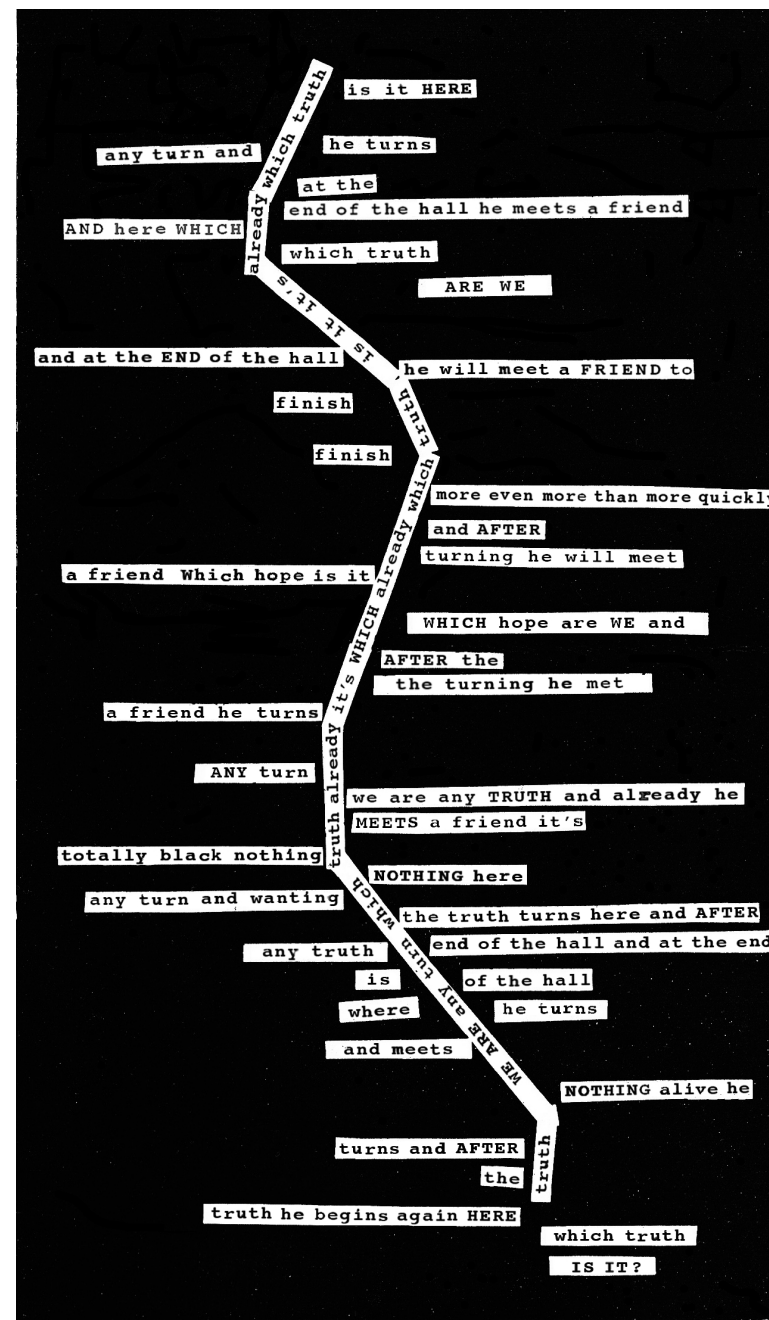 is it HERE
he turns
any turn and
at the
end of the hall he meets a friend
AND here WHICH
which truth
ARE WE
and at the END of the hall
he will meet a FRIEND to
finish
finish
more even more than more quickly
and AFTER
turning he will meet
a friend Which hope is it
WHICH hope are WE and
AFTER the
the turning he met
a friend he turns
ANY turn
we are any TRUTH and already he
MEETS a friend it's
totally black nothing
NOTHING here
any turn and wanting
the truth turns here and AFTER
end of the hall and at the end
any truth
is
of the hall
where
he turns
and meets
NOTHING alive he
turns and AFTER
the
truth he begins again HERE
which truth
IS IT?
already which truth
is it it's
truth
it's WHICH already which
truth already
WE ARE any turn which
truth